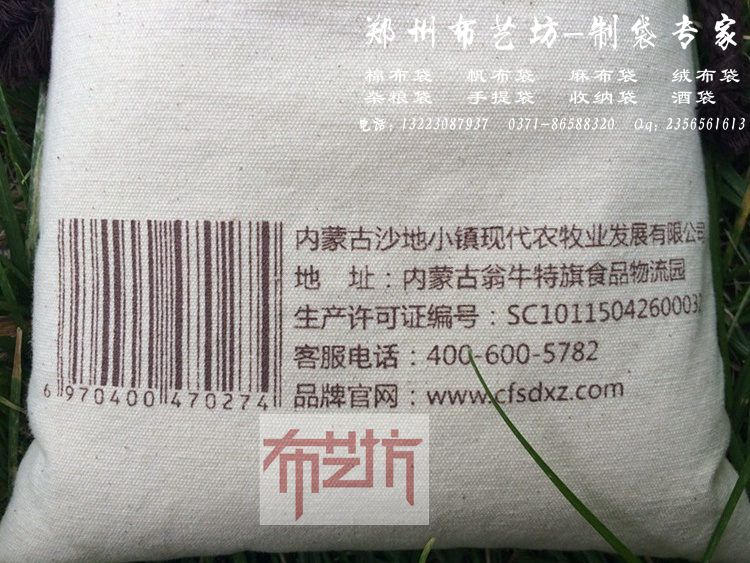 郑州布艺坊-制袋专家
棉布袋 帆布袋 麻布袋 绒布袋
杂粮袋 手提袋 收纳袋 酒袋
电话：13223087937 0371-86588320 Qq：2356561613
内蒙古沙地小镇现代农牧业发展有限公司
地 址：内蒙古翁牛特旗食品物流园
生产许可证编号：SC1011504260003
客服电话：400-600-5782
品牌官网：www.cfsdxz.com
6 970400 470274
布艺坊